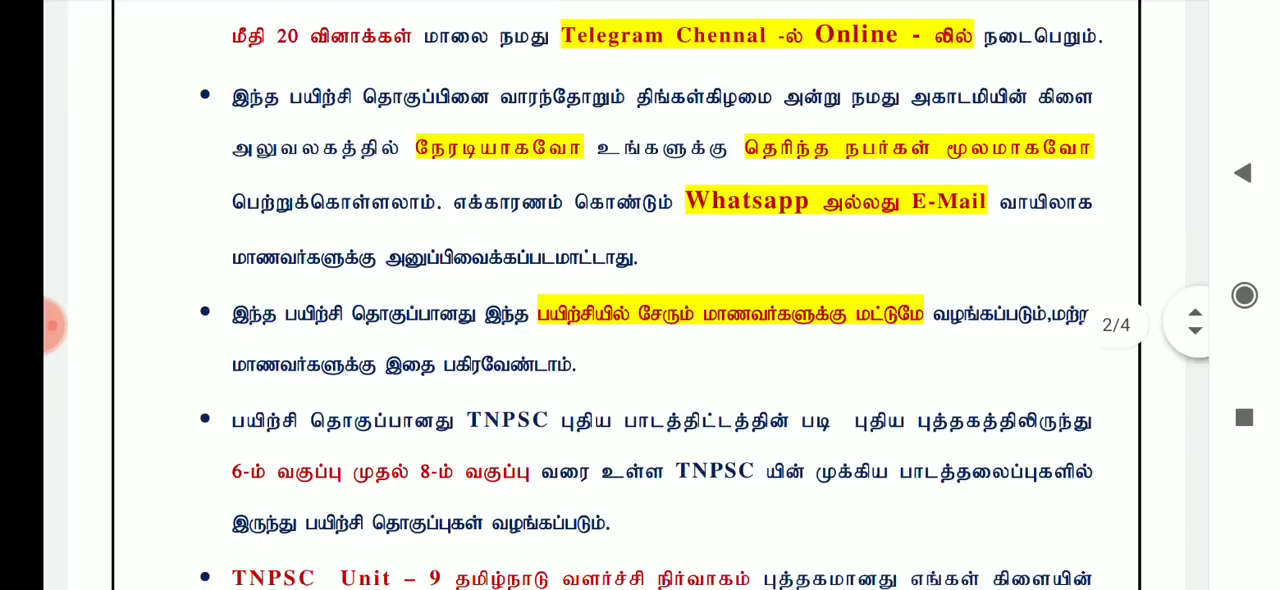 மீதி 20 வினாக்கள் மாலை நமது Telegram Chennal -ல் Online - லில் நடைபெறும்.
• இந்த பயிற்சி தொகுப்பினை வாரந்தோறும் திங்கள்கிழமை அன்று நமது அகாடமியின் கிளை
அலுவலகத்தில் நேரடியாகவோ உங்களுக்கு தெரிந்த நபர்கள் மூலமாகவோ
பெற்றுக்கொள்ளலாம். எக்காரணம் கொண்டும் Whatsapp அல்லது E-Mail வாயிலாக
மாணவர்களுக்கு அனுப்பிவைக்கப்படமாட்டாது.
• இந்த பயிற்சி தொகுப்பானது இந்த பயிற்சியில் சேரும் மாணவர்களுக்கு மட்டுமே வழங்கப்படும்,மற்ற
2/4
மாணவர்களுக்கு இதை பகிரவேண்டாம்.
• பயிற்சி தொகுப்பானது TNPSC புதிய பாடத்திட்டத்தின் படி புதிய புத்தகத்திலிருந்து
6-ம் வகுப்பு முதல் 8-ம் வகுப்பு வரை உள்ள TNPSC யின் முக்கிய பாடத்தலைப்புகளில்
இருந்து பயிற்சி தொகுப்புகள் வழங்கப்படும்.
• TNPSC Unit – 9 தமிழ்நாடு வளர்ச்சி நிர்வாகம் புத்தகமானது எங்கள் கிளையின்